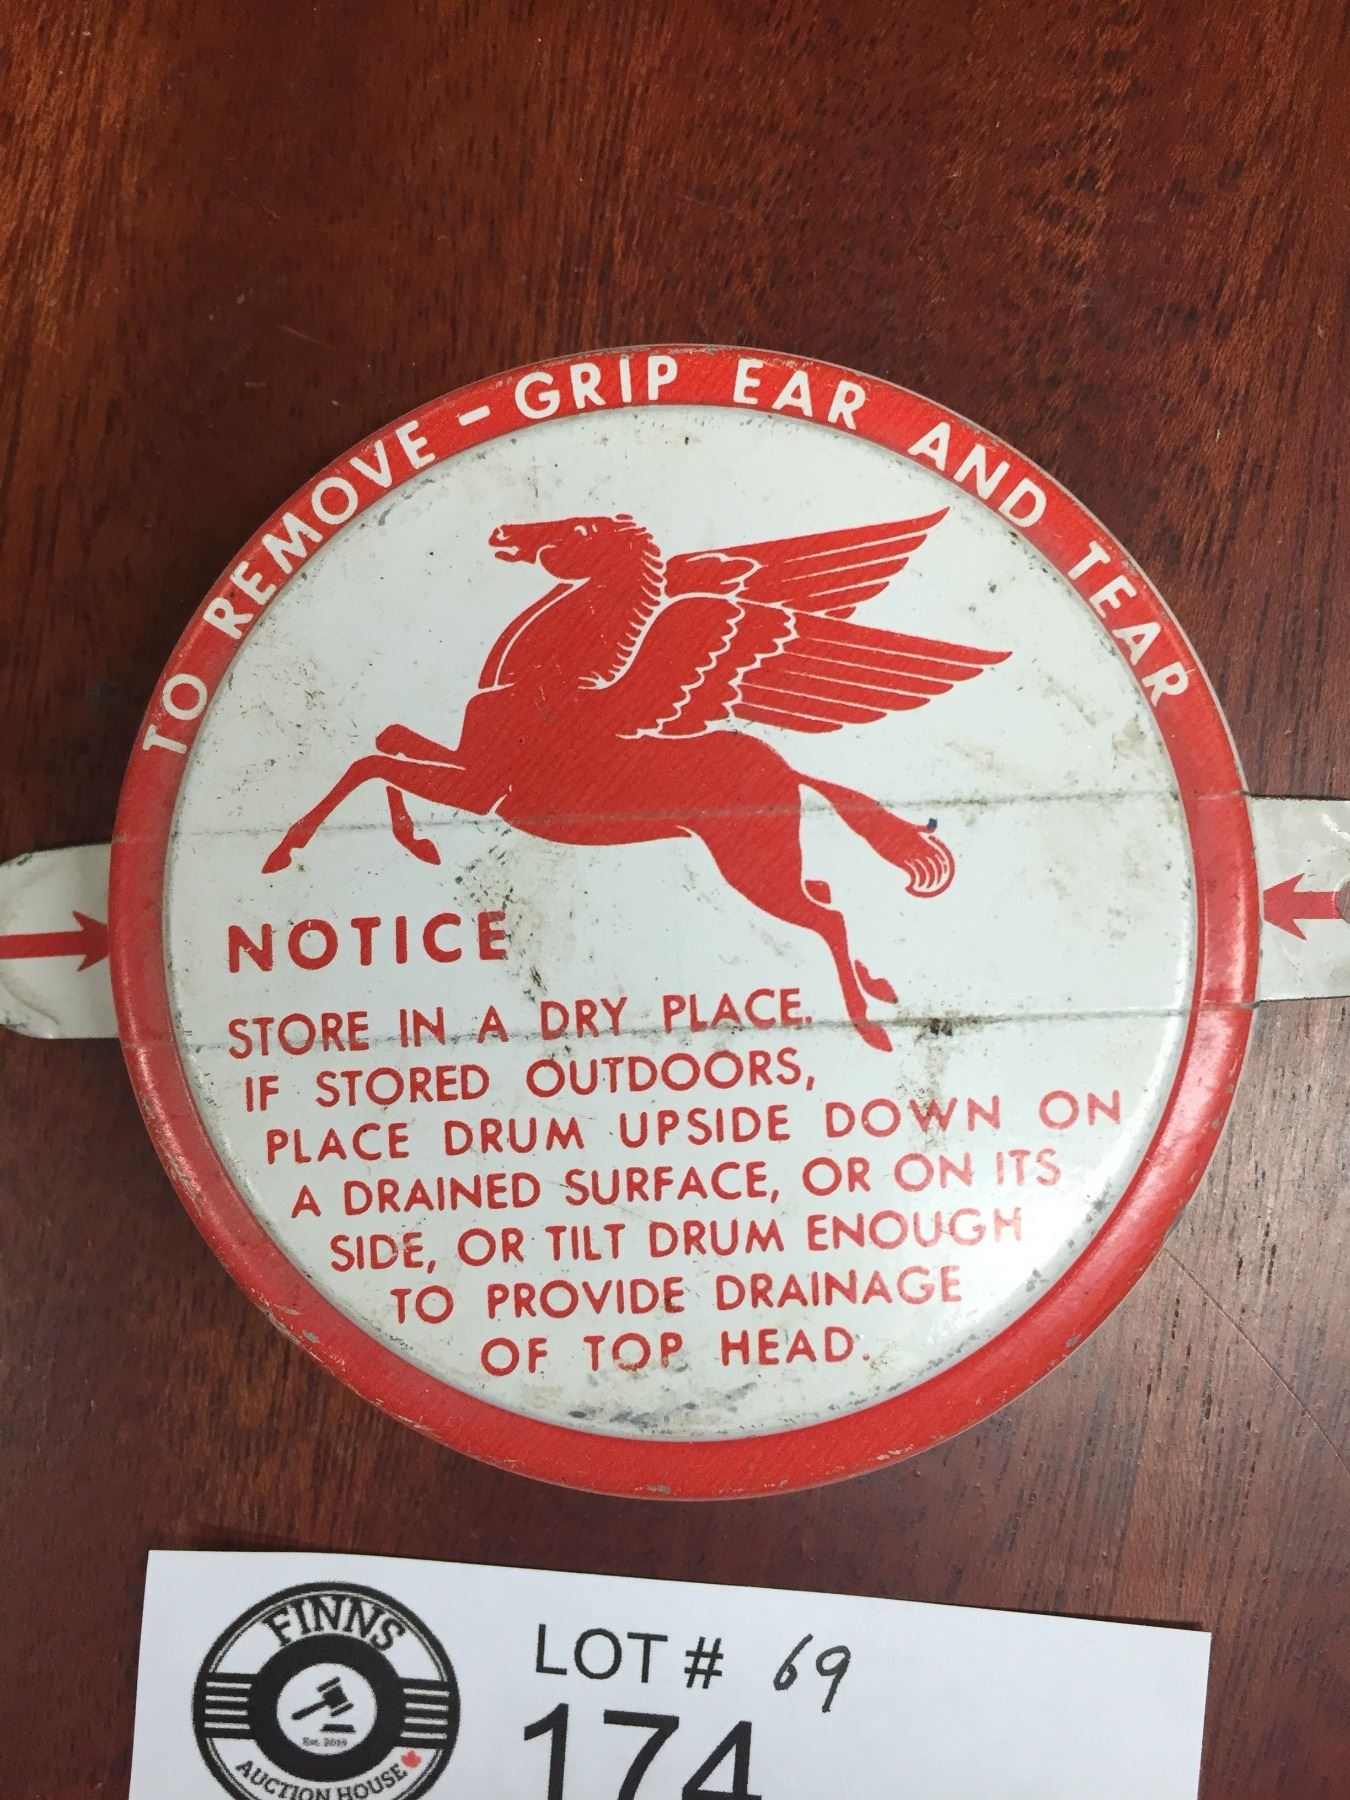 TO REMOVE - GRIP EAR AND TEAR
NOTICE
STORE IN A DRY PLACE.
IF STORED OUTDOORS,
PLACE DRUM UPSIDE DOWN ON
A DRAINED SURFACE, OR ON ITS
SIDE, OR TILT DRUM ENOUGH
TO PROVIDE DRAINAGE
OF TOP HEAD.
FINNS
Est. 2019
AUCTION HOUSE
LOT # 69
174